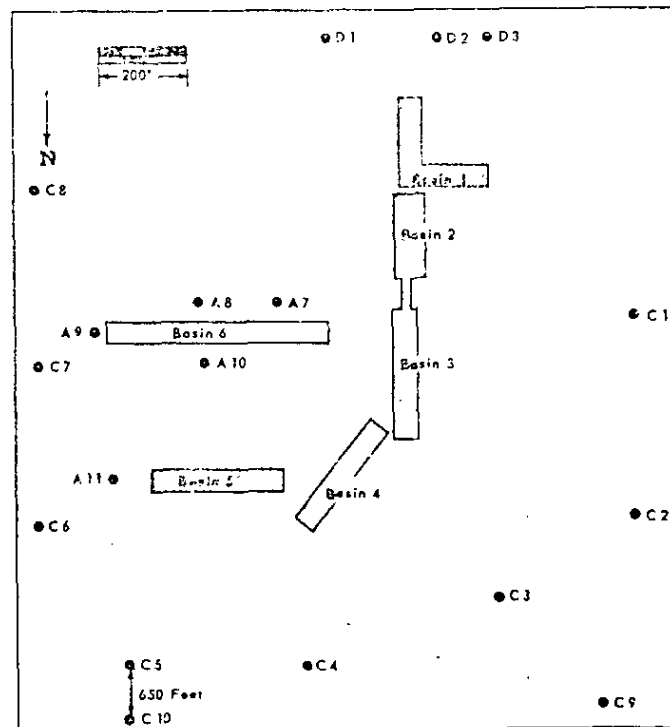 D1
D2
D3
200'
N
C8
Basin 1
Basin 2
A8
A7
C1
A9
Basin 6
C7
A10
Basin 3
A11
Basin 5
Basin 4
C6
C2
C3
C5
C4
650 Feet
C10
C9